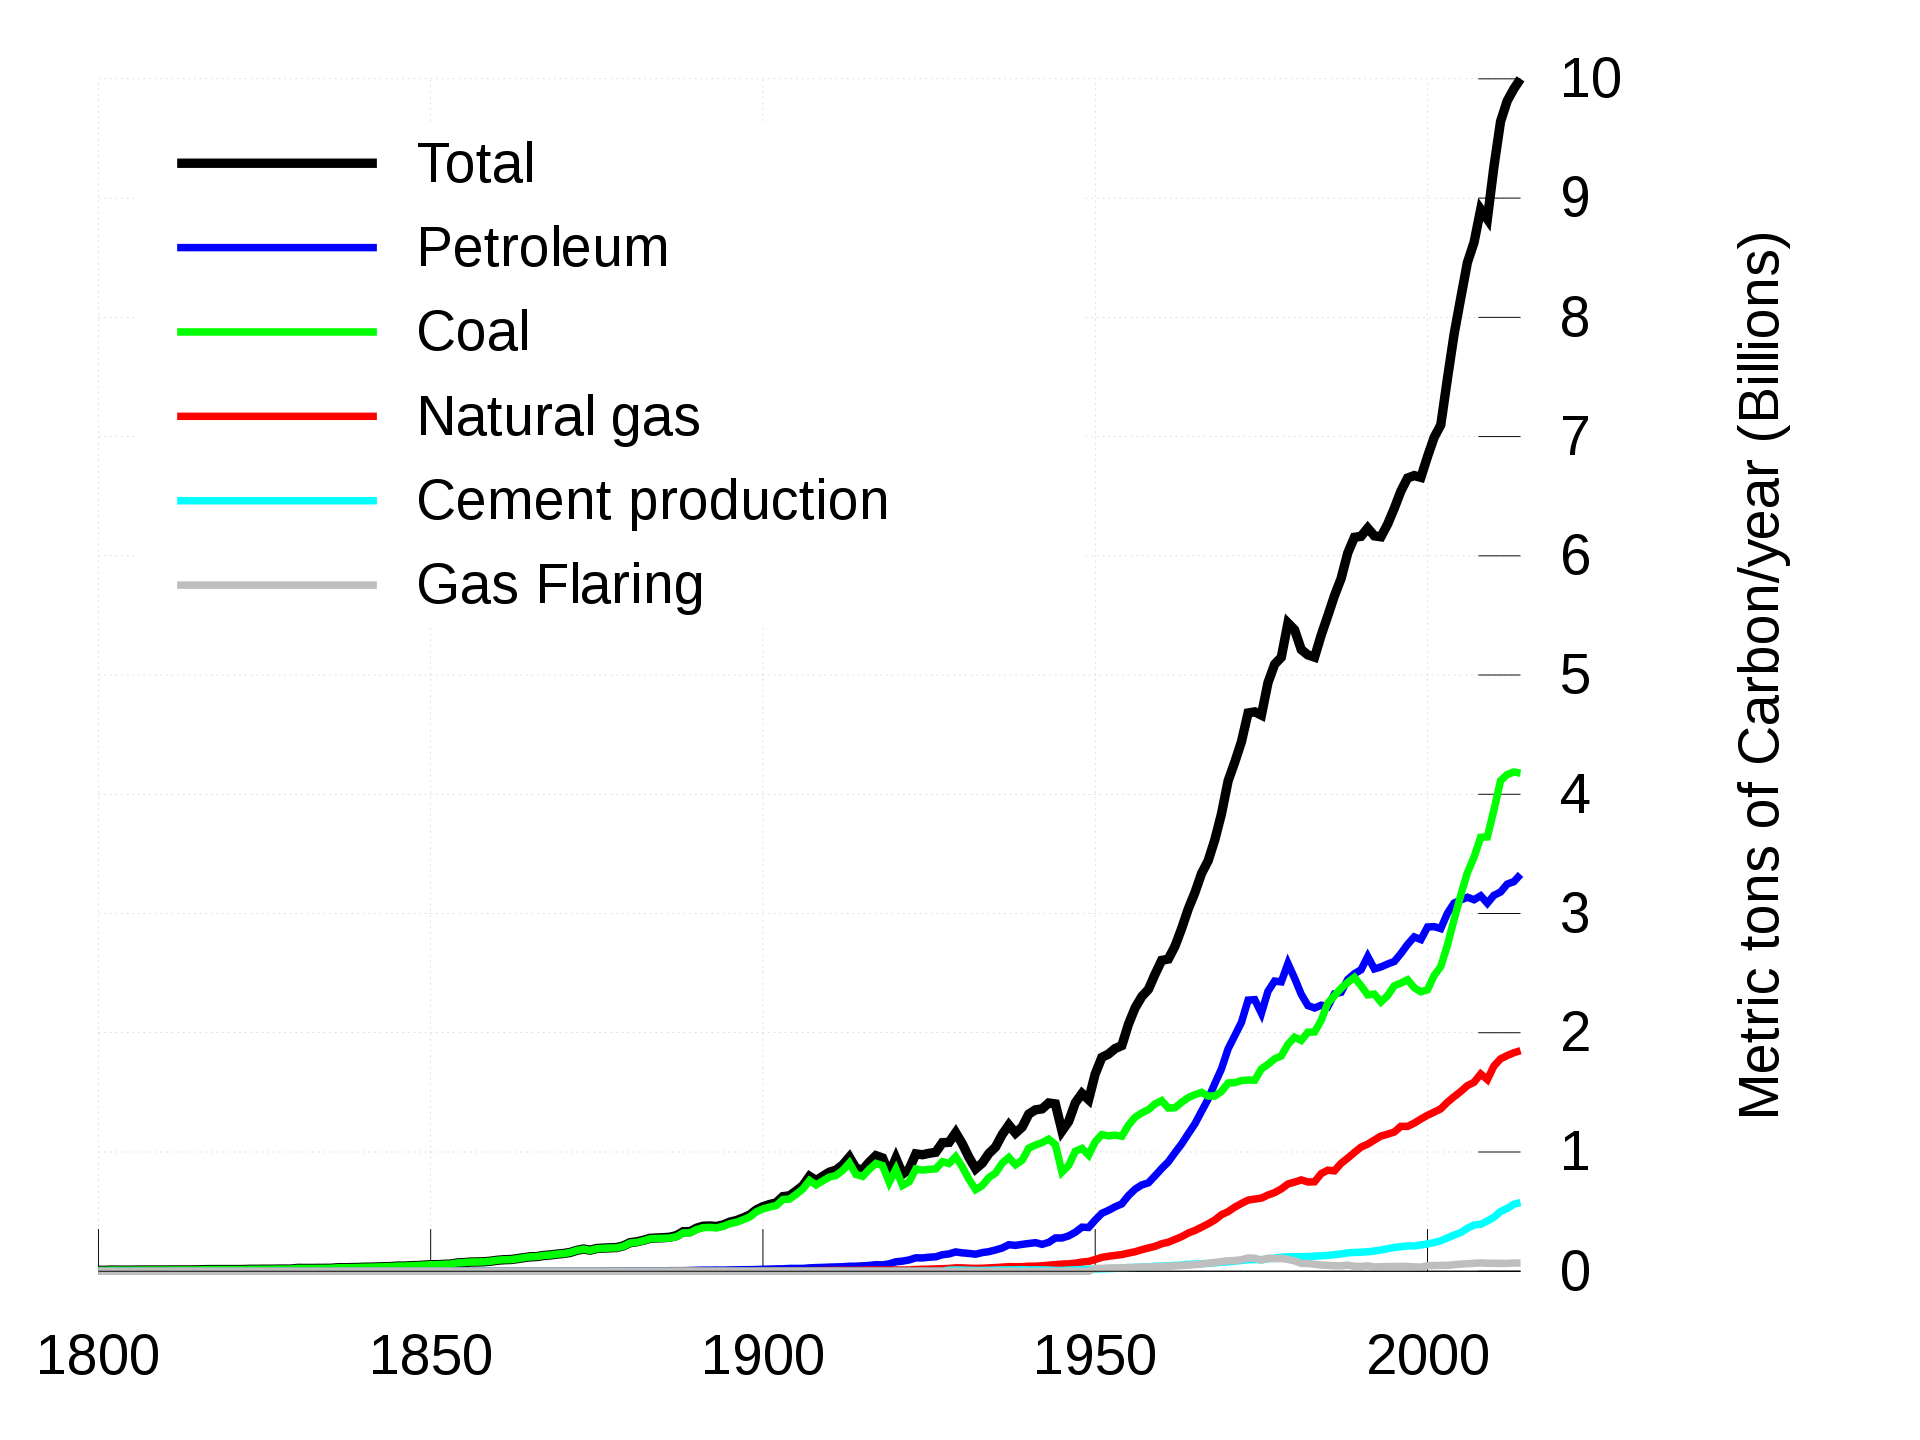 Total
Petroleum
Coal
Natural gas
Cement production
Gas Flaring
10
9
8
7
6
5
4
3
2
1
0
Metric tons of Carbon/year (Billions)
1800 1850 1900 1950 2000